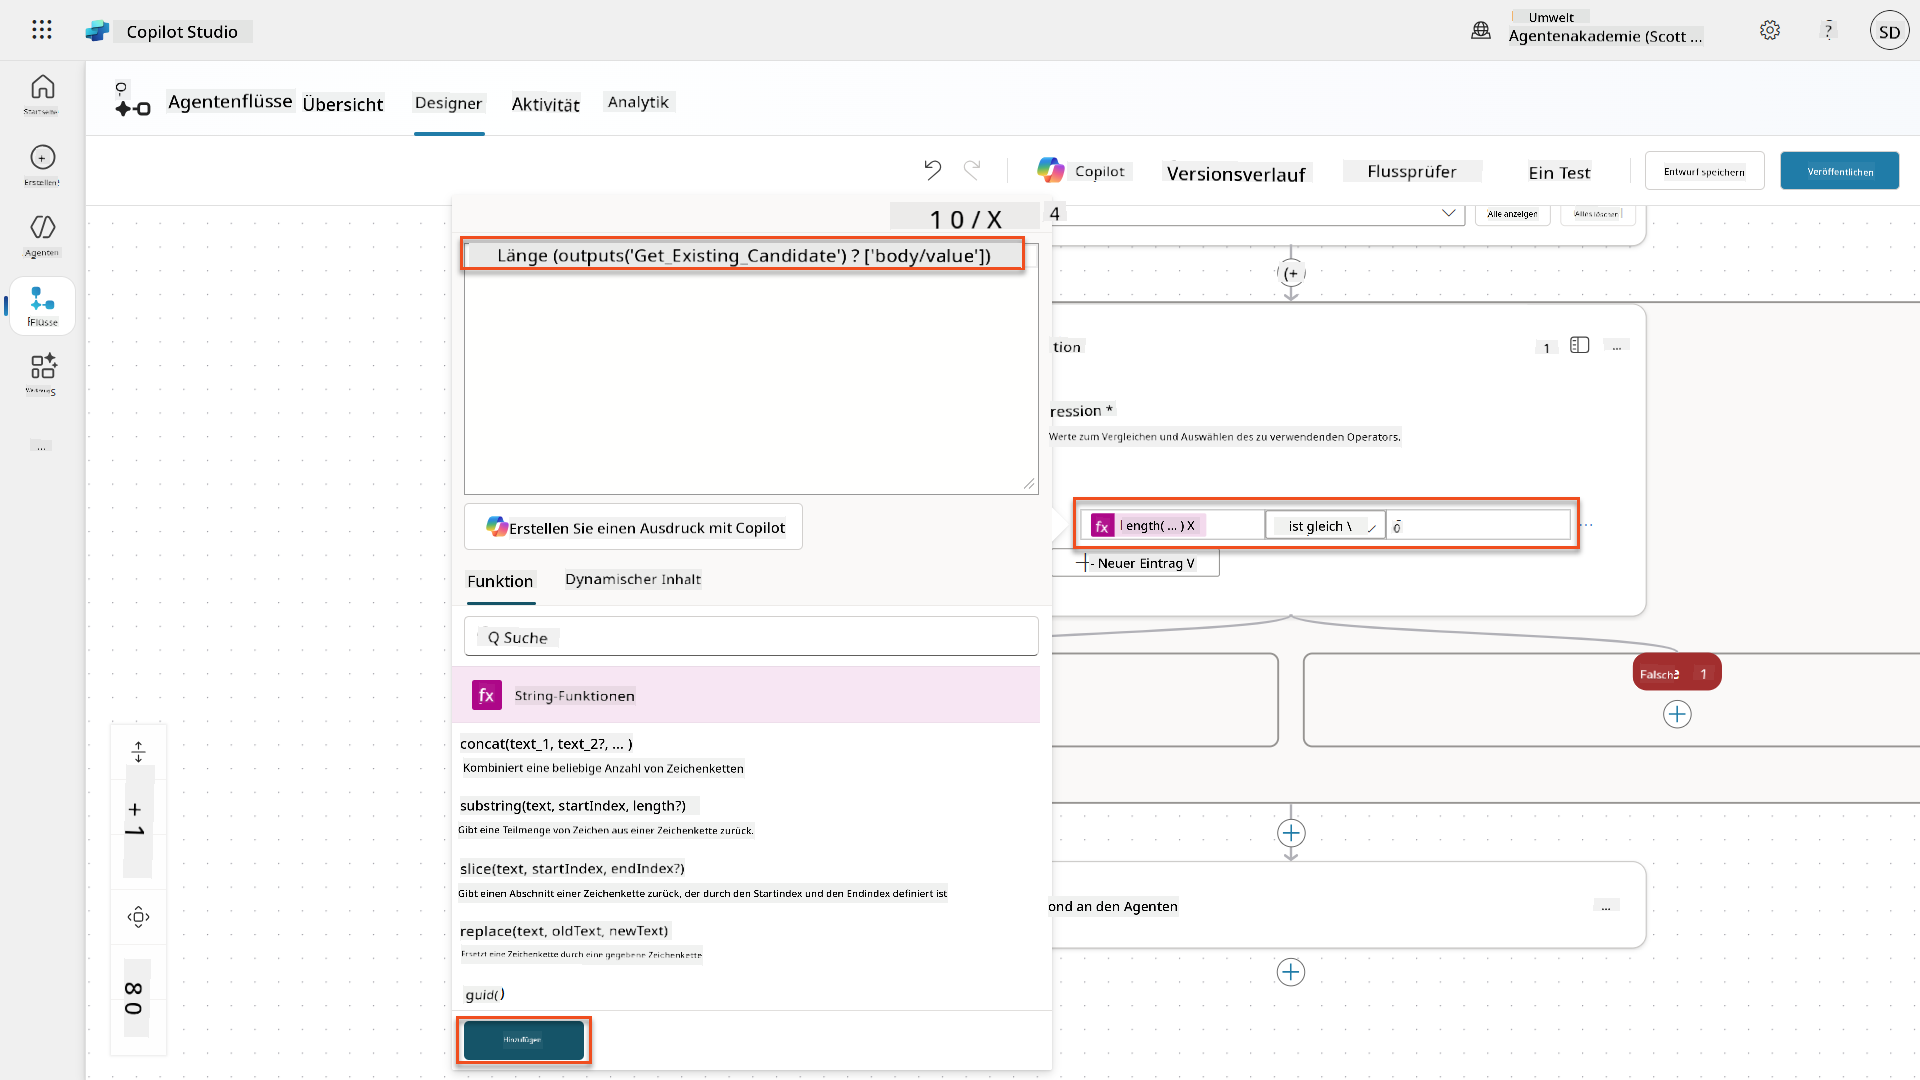 Copilot Studio
Umwelt
Agentenakademie (Scott ...
?
SD
Startseite
Erstellen!
Agenten
Flüsse
...
Agentenflüsse
Übersicht
Designer
Aktivität
Analytik
Copilot
Versionsverlauf
Flussprüfer
Ein Test
Entwurf speichern
Veröffentlichen
1 0 / X
4
Alle anzeigen
Alles löschen
Länge (outputs('Get_Existing_Candidate') ? ['body/value'])
(+
tion
1
...
ression *
Werte zum Vergleichen und Auswählen des zu verwendenden Operators.
fx
length( ... ) X
ist gleich \
...
- Neuer Eintrag V
Erstellen Sie einen Ausdruck mit Copilot
Funktion
Dynamischer Inhalt
Q Suche
fx
String-Funktionen
Falsch
1
concat(text_1, text_2?, ... )
Kombiniert eine beliebige Anzahl von Zeichenketten
substring(text, startIndex, length?)
Gibt eine Teilmenge von Zeichen aus einer Zeichenkette zurück.
slice(text, startIndex, endIndex?)
Gibt einen Abschnitt einer Zeichenkette zurück, der durch den Startindex und den Endindex definiert ist
replace(text, oldText, newText)
Ersetzt eine Zeichenkette durch eine gegebene Zeichenkette
guid()
Hinzufügen
ond an den Agenten
...
+ 1
8 0